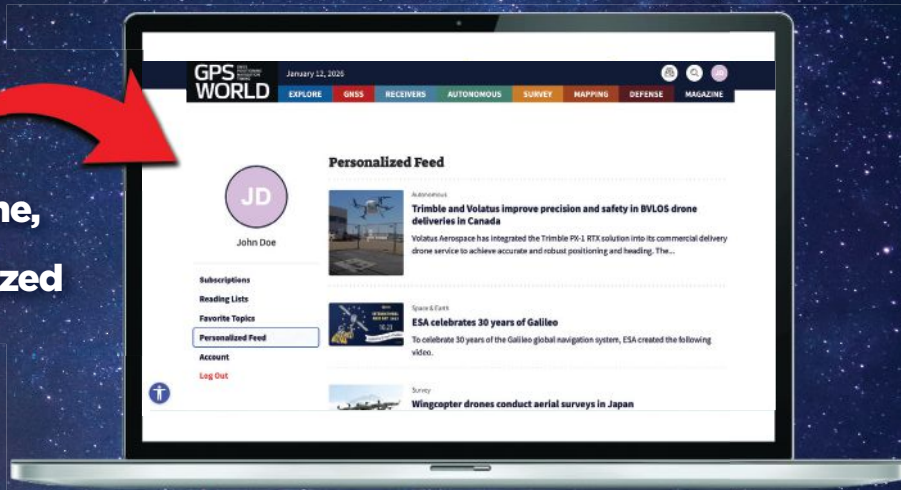 GPS
WORLD
January 12, 2026
JD
EXPLORE GNSS RECEIVERS AUTONOMOUS SURVEY MAPPING DEFENSE MAGAZINE
Personalized Feed
JD
John Doe
Subscriptions
Reading Lists
Favorite Topics
Personalized Feed
Account
Log Out
Autonomous
Trimble and Volatus improve precision and safety in BVLOS drone
deliveries in Canada
Volatus Aerospace has integrated the Trimble PX-1 RTX solution into its commercial delivery
drone service to achieve accurate and robust positioning and heading. The...
Space & Earth
ESA celebrates 30 years of Galileo
To celebrate 30 years of the Galileo global navigation system, ESA created the following
video.
Survey
Wingcopter drones conduct aerial surveys in Japan